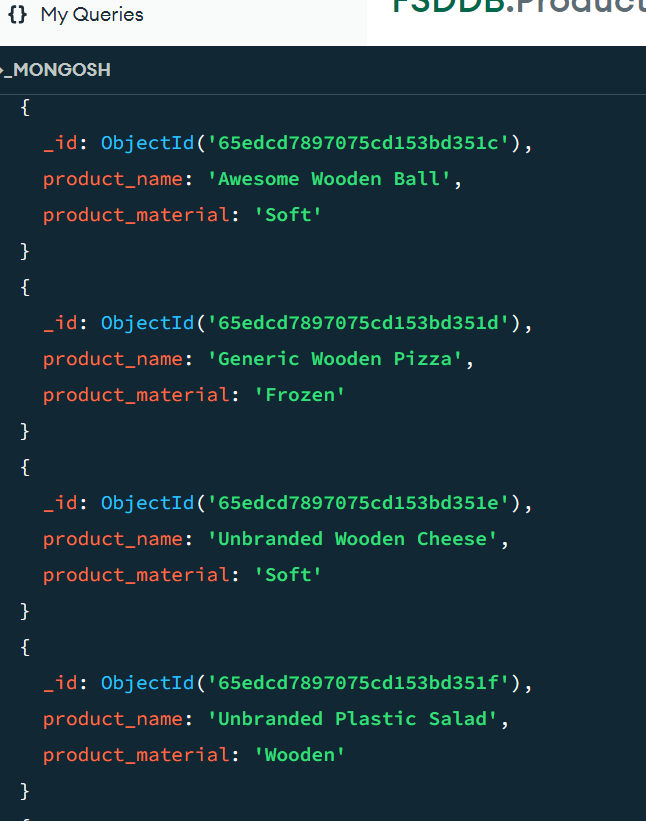 {} My Queries
FSDDB.Product
>_MONGOSH
{
_id: ObjectId('65edcd7897075cd153bd351c'),
product_name: 'Awesome Wooden Ball',
product_material: 'Soft'
}
{
_id: ObjectId('65edcd7897075cd153bd351d'),
product_name: 'Generic Wooden Pizza',
product_material: 'Frozen'
}
{
_id: ObjectId('65edcd7897075cd153bd351e'),
product_name: 'Unbranded Wooden Cheese',
product_material: 'Soft'
}
{
_id: ObjectId('65edcd7897075cd153bd351f'),
product_name: 'Unbranded Plastic Salad',
product_material: 'Wooden'
}